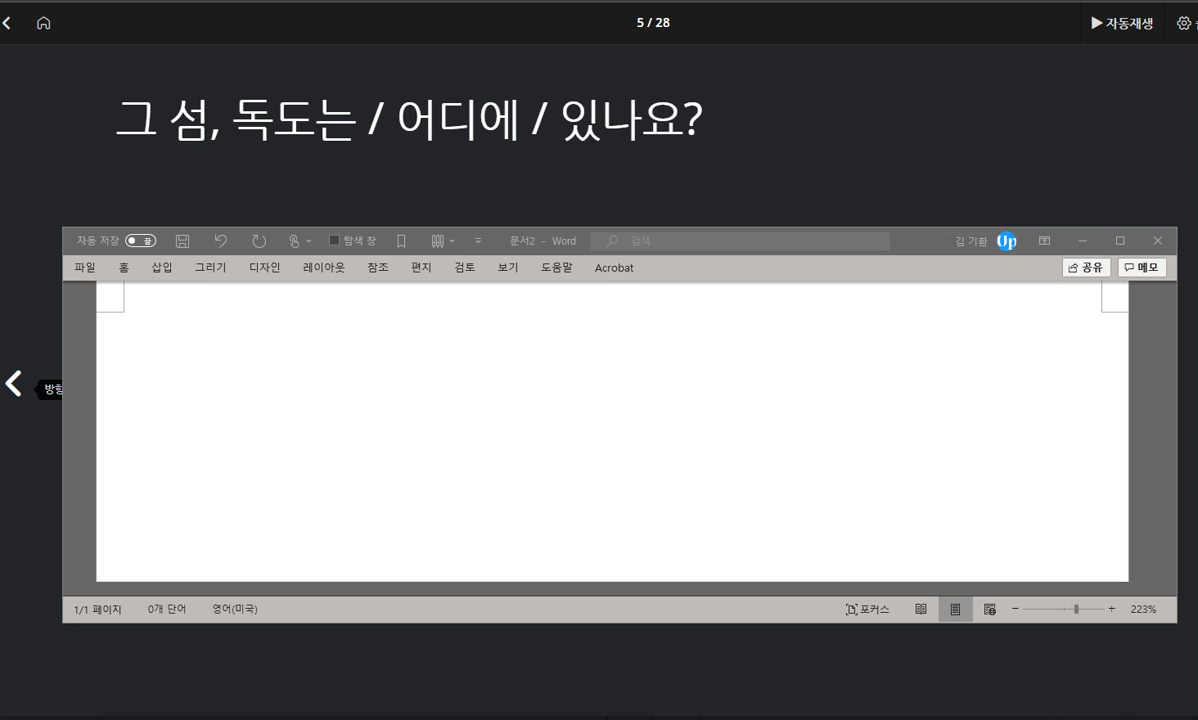 5 / 28
자동재생
그 섬, 독도는 / 어디에 / 있나요?
자동 저장 끔 탐색 창 문서2 - Word 검색 김 기환 Up
파일 홈 삽입 그리기 디자인 레이아웃 참조 편지 검토 보기 도움말 Acrobat 공유 메모
1/1 페이지 0개 단어 영어(미국) 포커스 223%